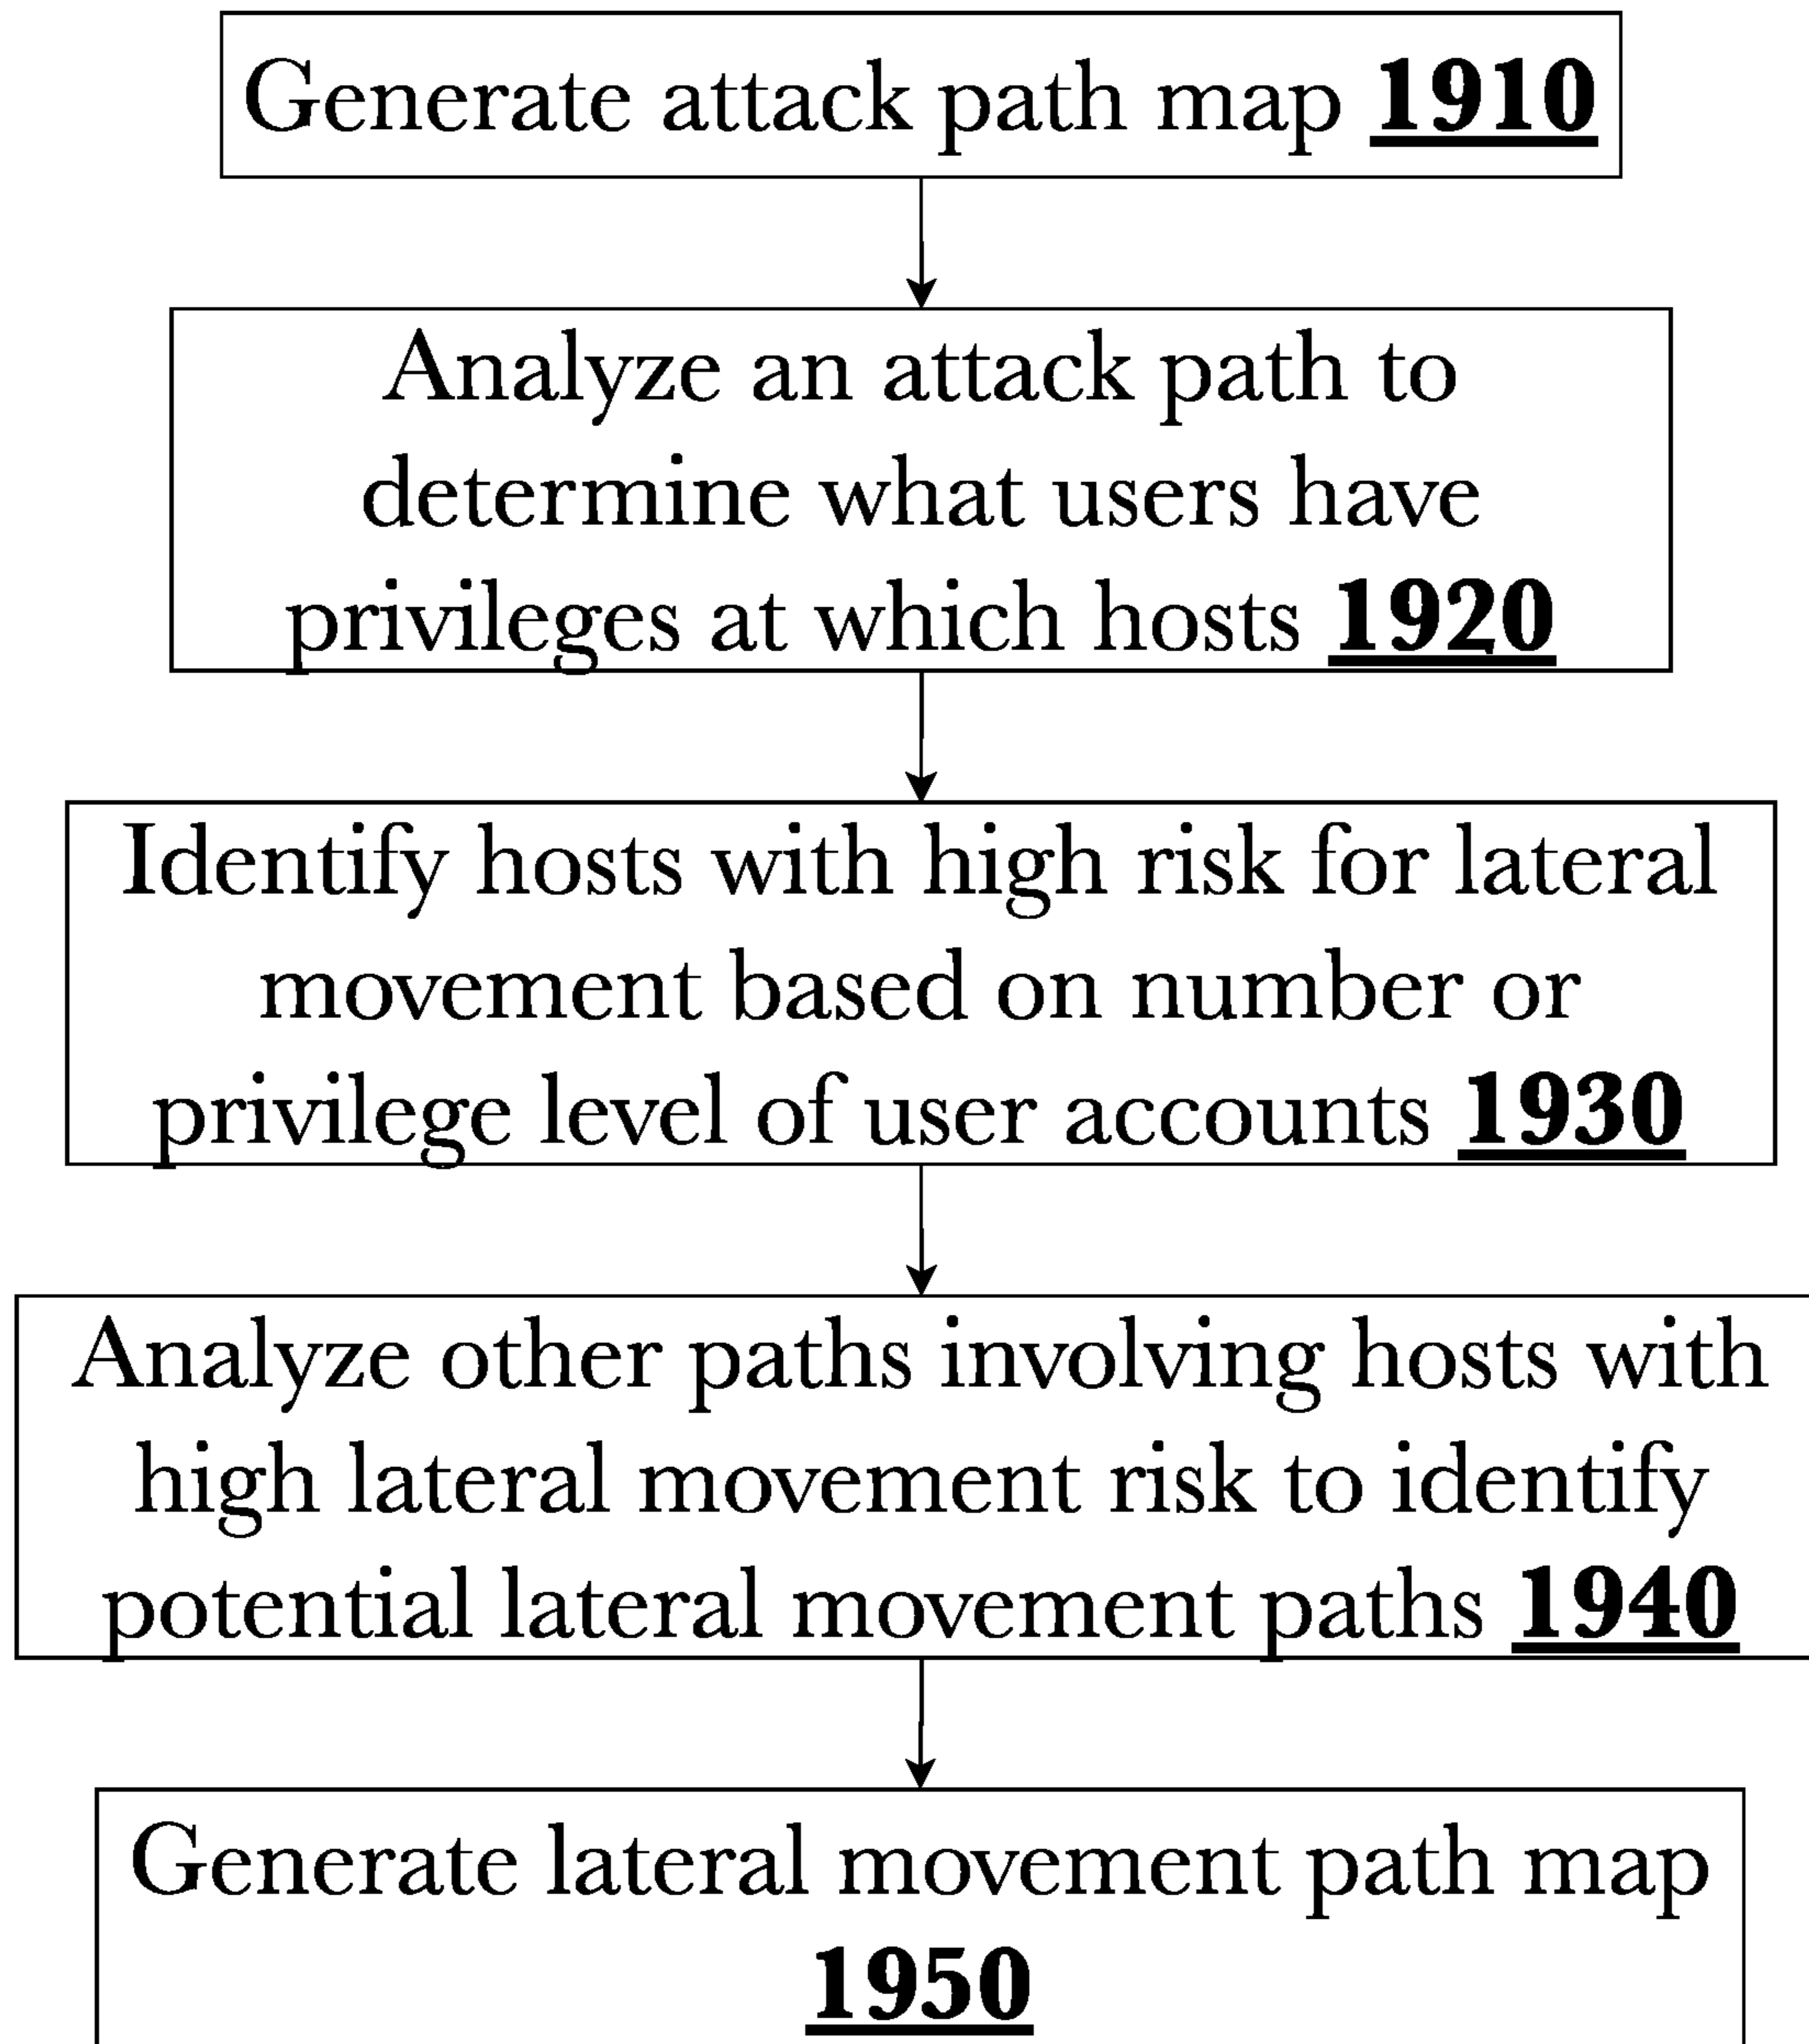 Generate attack path map 1910
Analyze an attack path to
determine what users have
privileges at which hosts 1920
Identify hosts with high risk for lateral
movement based on number or
privilege level of user accounts 1930
Analyze other paths involving hosts with
high lateral movement risk to identify
potential lateral movement paths 1940
Generate lateral movement path map
1950